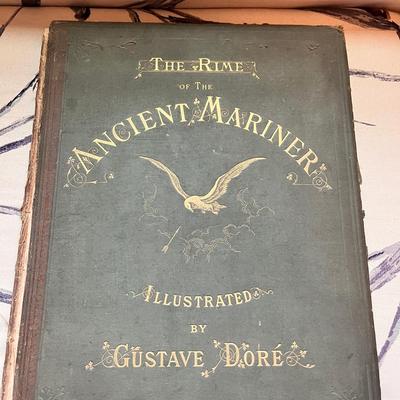 THE RIME
OF THE
ANCIENT MARINER
ILLUSTRATED
BY
GUSTAVE DORÉ